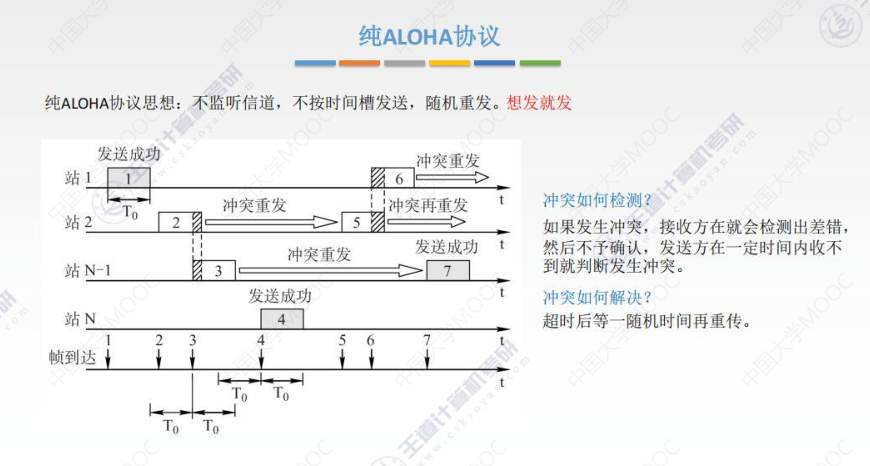 纯ALOHA协议
纯ALOHA协议思想：不监听信道，不按时间槽发送，随机重发。想发就发
发送成功
站 1
1
T0
6
冲突重发
t
站 2
2
冲突重发
5
冲突再重发
t
站 N-1
3
冲突重发
发送成功
7
t
站 N
发送成功
4
t
帧到达
1 2 3 4 5 6 7
t
T0 T0
T0 T0
冲突如何检测？
如果发生冲突，接收方在就会检测出差错，
然后不予确认，发送方在一定时间内收不
到就判断发生冲突。
冲突如何解决？
超时后等一随机时间再重传。
中国大学MOOC
王道计算机考研
www.cskaoyan.com